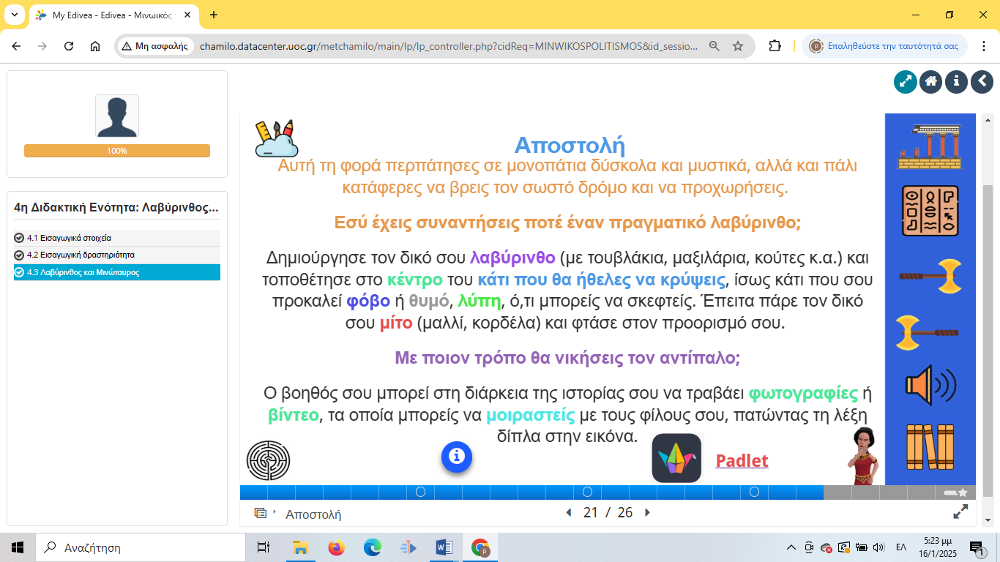 My Edivea - Edivea - Μινωικός
Μη ασφαλής
chamilo.datacenter.uoc.gr/metchamilo/main/lp/lp_controller.php?cidReq=MINWIKOSPOLITISMOS&id_sessio...
Επαληθεύστε την ταυτότητά σας
100%
4η Διδακτική Ενότητα: Λαβύρινθος...
4.1 Εισαγωγικά στοιχεία
4.2 Εισαγωγική δραστηριότητα
4.3 Λαβύρινθος και Μινώταυρος
Αποστολή
Αυτή τη φορά περπάτησες σε μονοπάτια δύσκολα και μυστικά, αλλά και πάλι
κατάφερες να βρεις τον σωστό δρόμο και να προχωρήσεις.
Εσύ έχεις συναντήσεις ποτέ έναν πραγματικό λαβύρινθο;
Δημιούργησε τον δικό σου λαβύρινθο (με τουβλάκια, μαξιλάρια, κούτες κ.α.) και
τοποθέτησε στο κέντρο του κάτι που θα ήθελες να κρύψεις, ίσως κάτι που σου
προκαλεί φόβο ή θυμό, λύπη, ό,τι μπορείς να σκεφτείς. Έπειτα πάρε τον δικό
σου μίτο (μαλλί, κορδέλα) και φτάσε στον προορισμό σου.
Με ποιον τρόπο θα νικήσεις τον αντίπαλο;
Ο βοηθός σου μπορεί στη διάρκεια της ιστορίας σου να τραβάει φωτογραφίες ή
βίντεο, τα οποία μπορείς να μοιραστείς με τους φίλους σου, πατώντας τη λέξη
δίπλα στην εικόνα.
Padlet
Αποστολή
21 / 26
Αναζήτηση
ΕΛ
5:23 μμ
16/1/2025
1